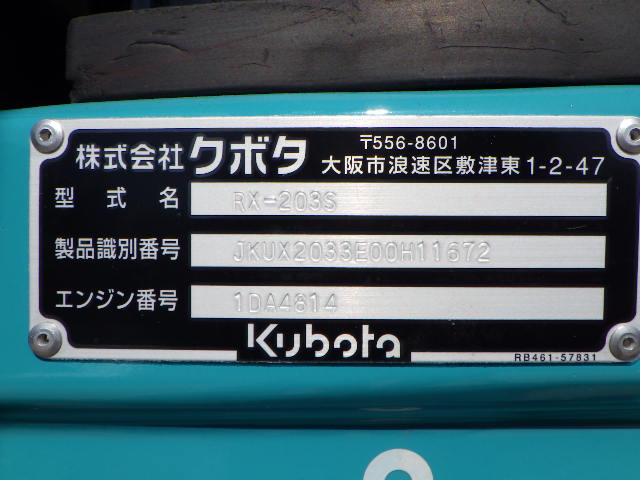 株式会社クボタ 〒556-8601
大阪市浪速区敷津東1-2-47
型式名 RX-203S
製品識別番号 JKUX2033E00H11672
エンジン番号 1DA4814
Kubota
RB461-57831